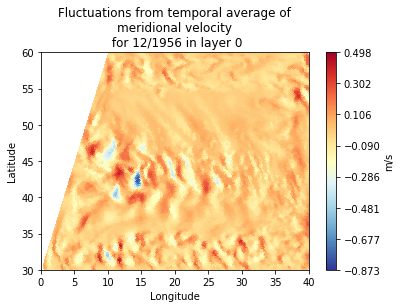 Fluctuations from temporal average of
meridional velocity
for 12/1956 in layer 0
60
55
50
45
40
35
30
Latitude
0 5 10 15 20 25 30 35 40
Longitude
0.498
0.302
0.106
−0.090
−0.286
−0.481
−0.677
−0.873
m/s